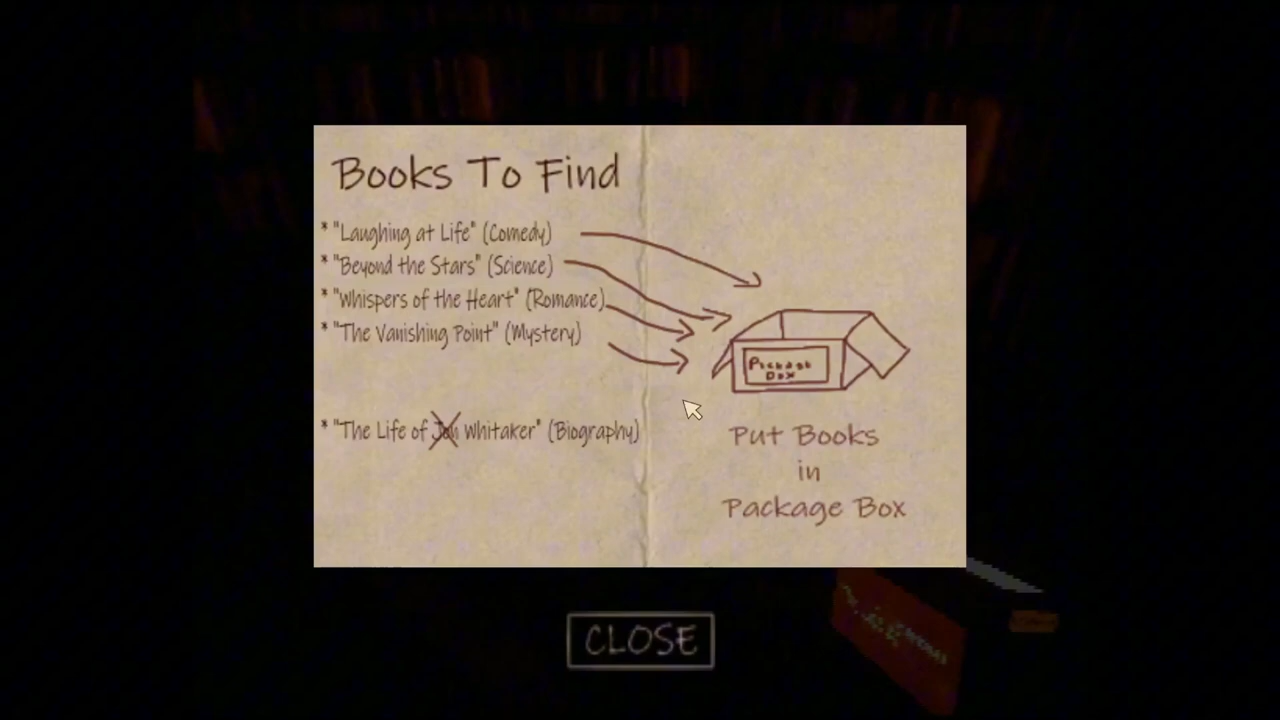 Books To Find
* "Laughing at Life" (Comedy)
* "Beyond the Stars" (Science)
* "Whispers of the Heart" (Romance)
* "The Vanishing Point" (Mystery)
* "The Life of Jon Whitaker" (Biography)
Package
Box
Put Books
in
Package Box
CLOSE